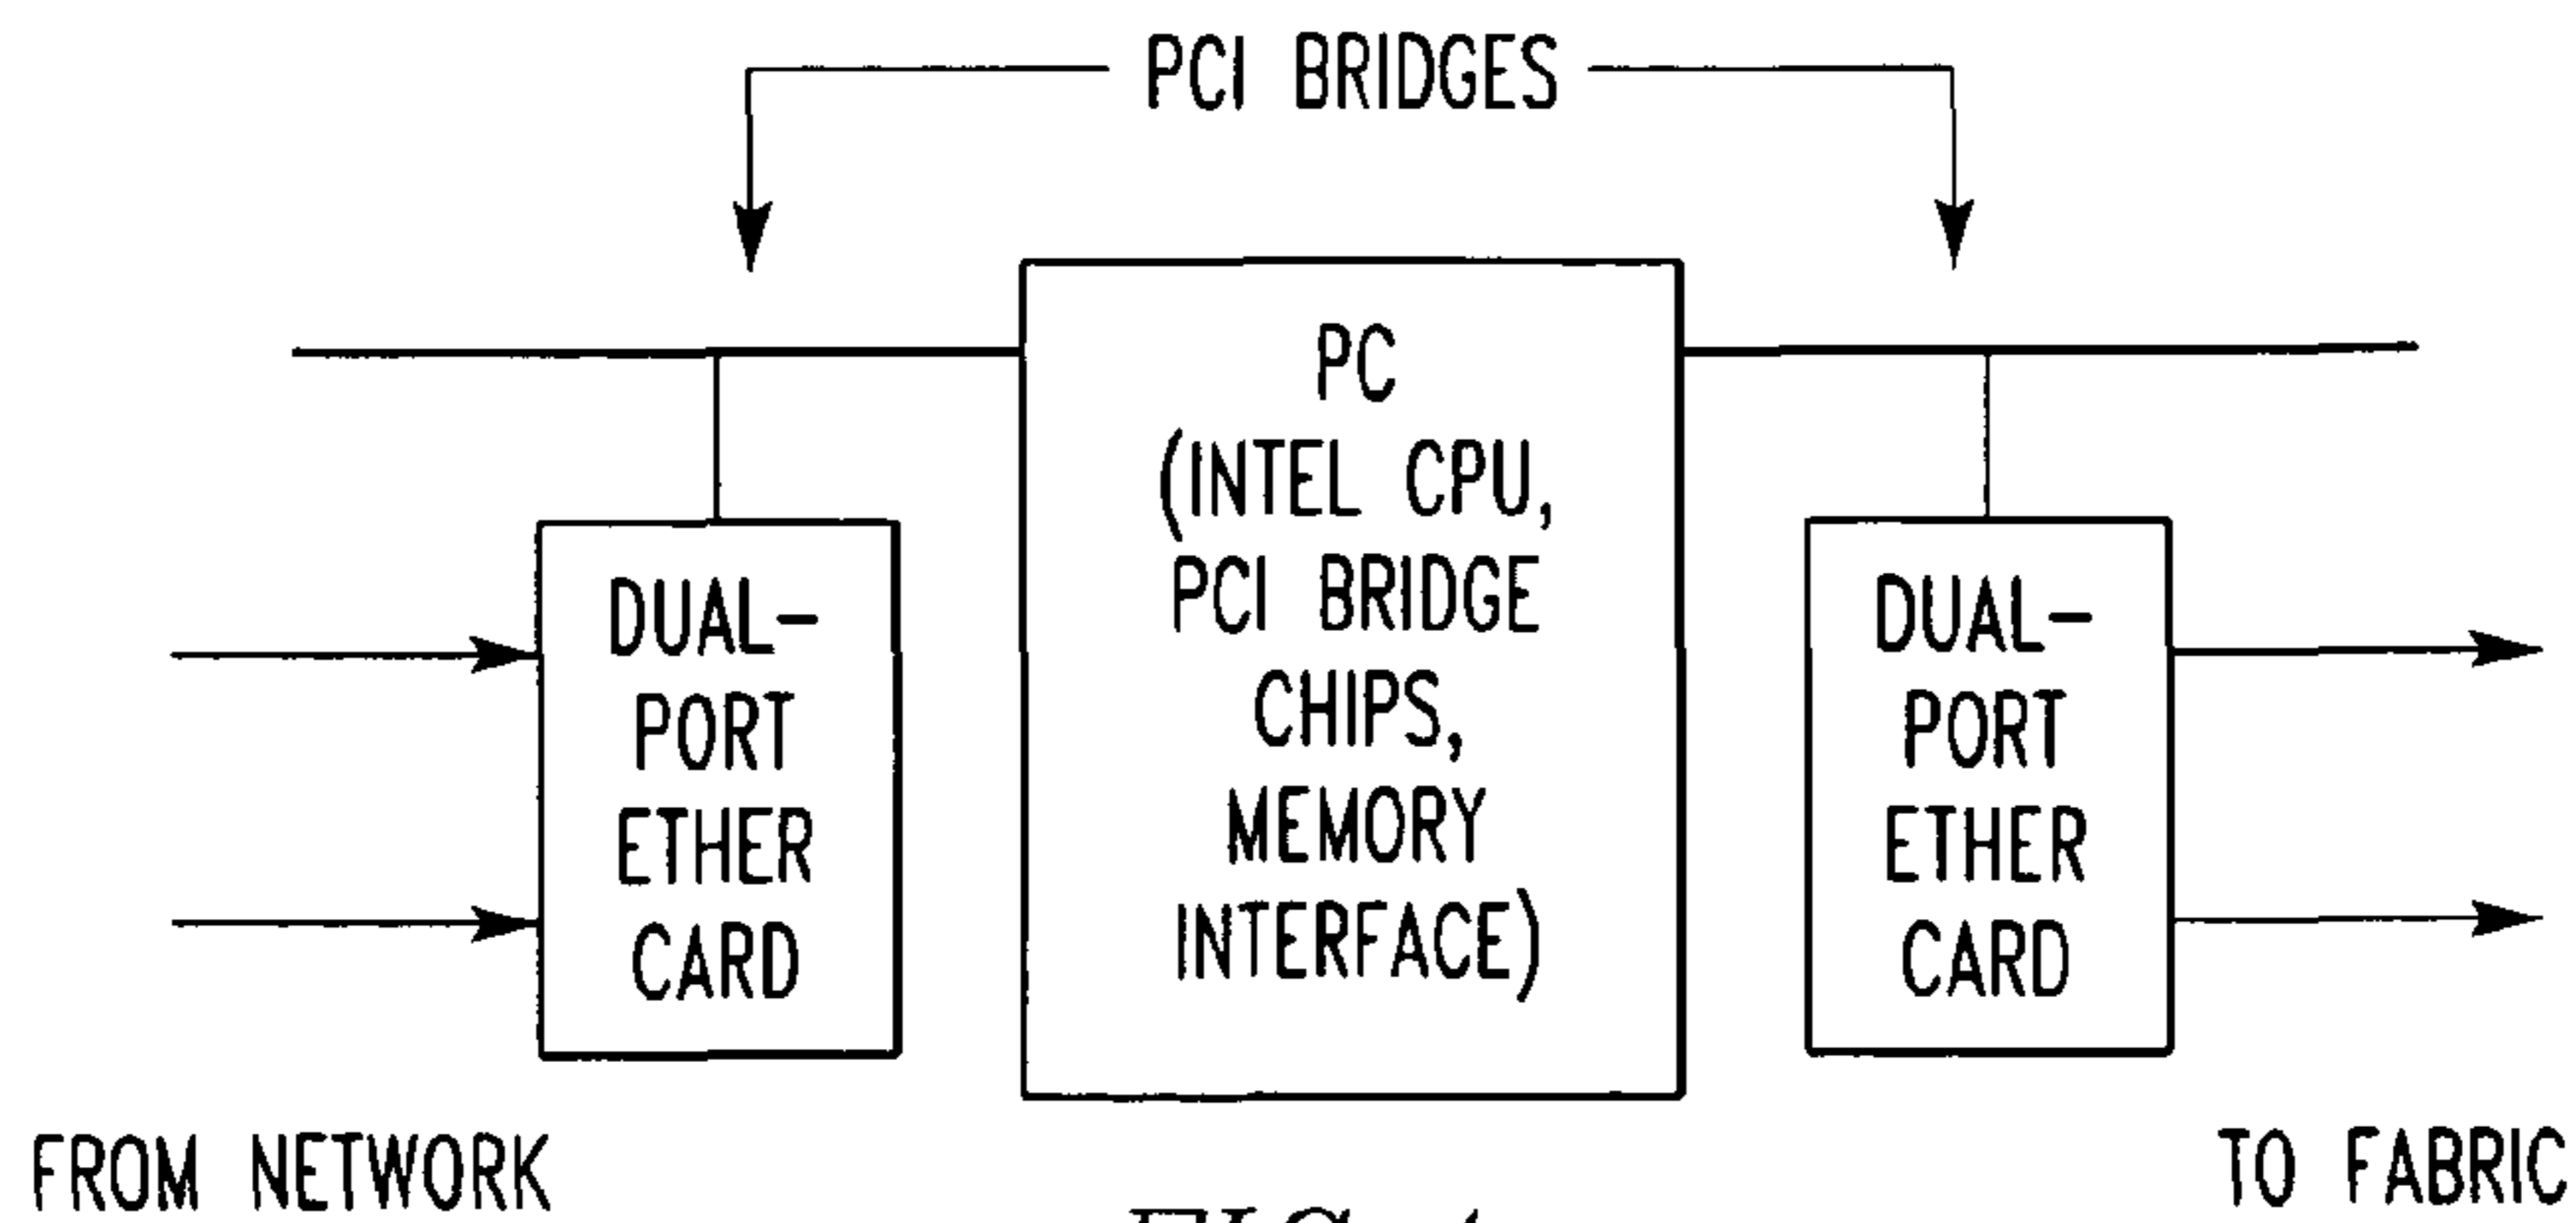 PCI BRIDGES
PC
(INTEL CPU,
PCI BRIDGE
CHIPS,
MEMORY
INTERFACE)
DUAL-
PORT
ETHER
CARD
DUAL-
PORT
ETHER
CARD
FROM NETWORK
TO FABRIC